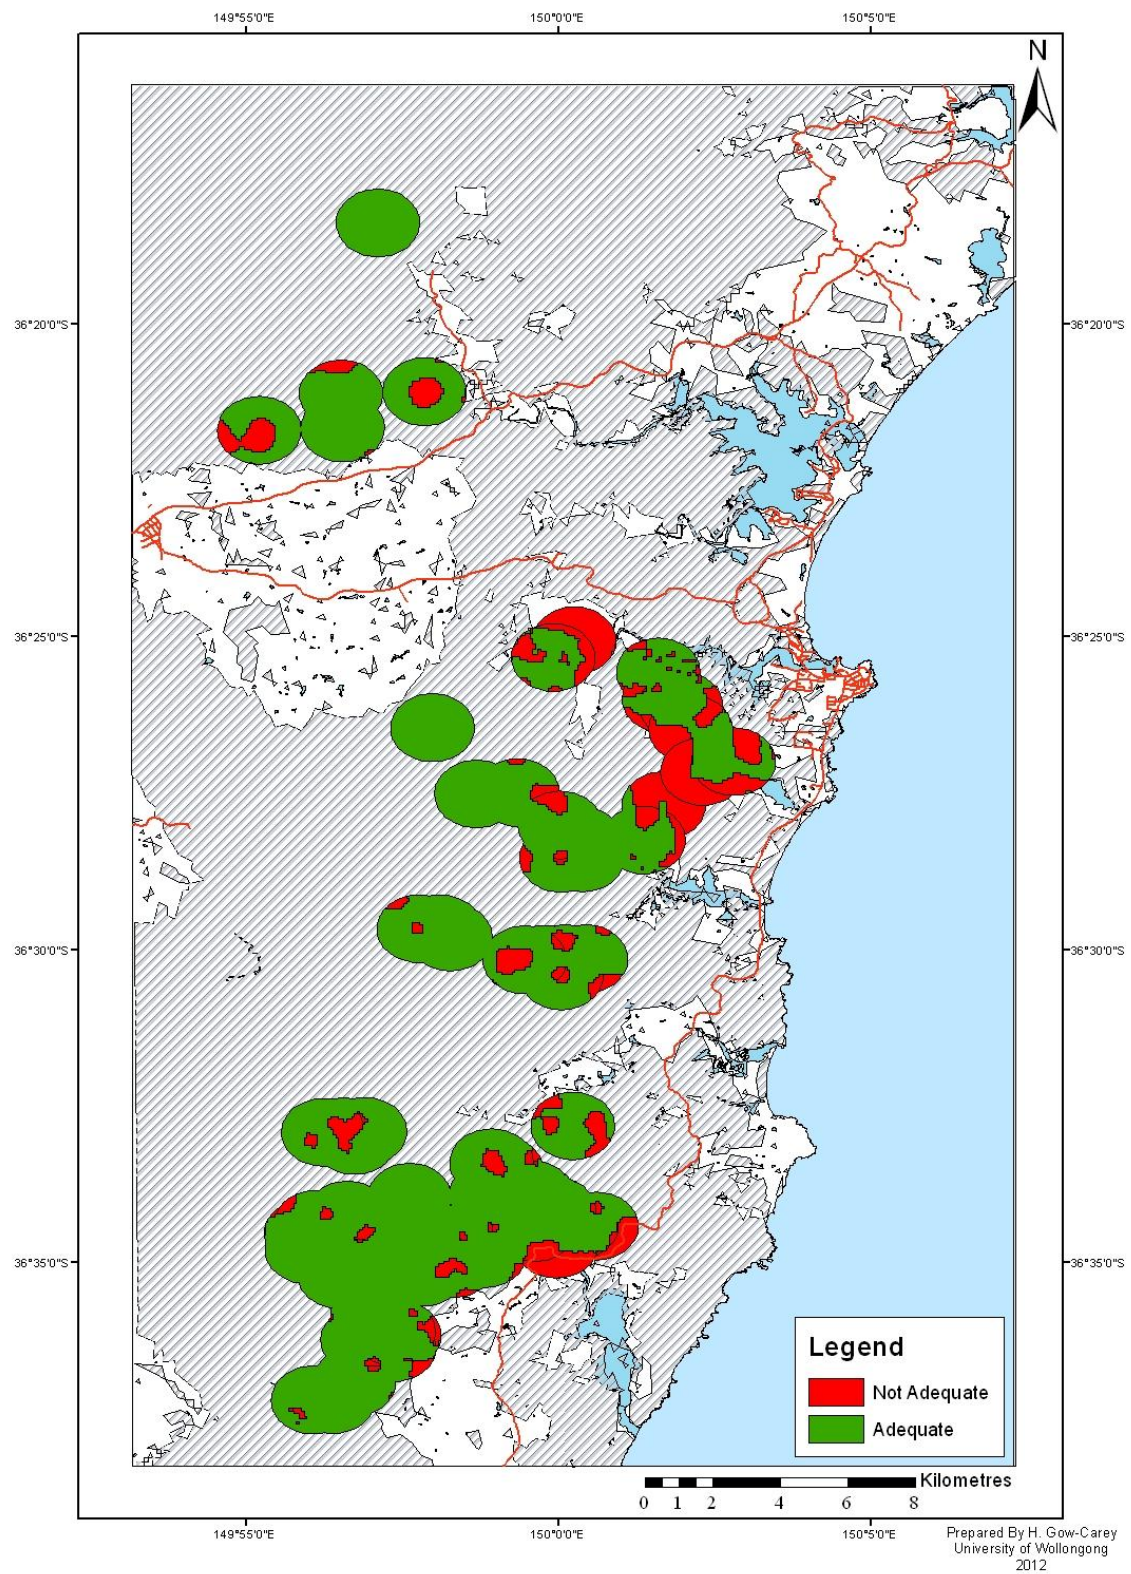 149°55'0"E 150°0'0"E 150°5'0"E
N
36°20'0"S 36°20'0"S
36°25'0"S 36°25'0"S
36°30'0"S 36°30'0"S
36°35'0"S 36°35'0"S
Legend
Not Adequate
Adequate
Kilometres
0 1 2 4 6 8
149°55'0"E 150°0'0"E 150°5'0"E
Prepared By H. Gow-Carey
University of Wollongong
2012